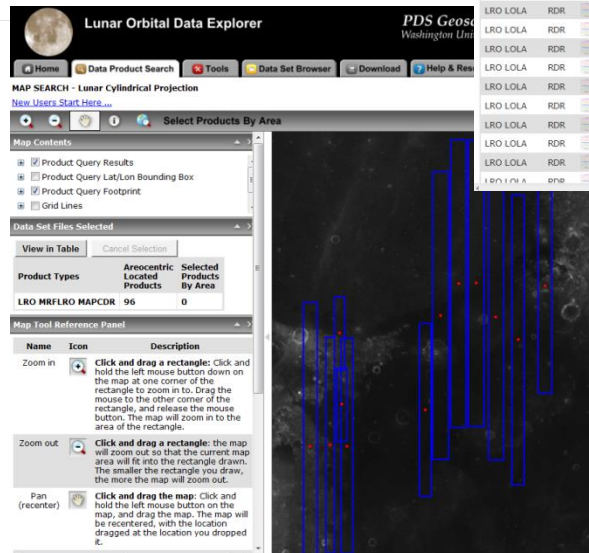 Lunar Orbital Data Explorer
PDS Geosc
Washington Uni
Home
Data Product Search
Tools
Data Set Browser
Download
Help & Res
MAP SEARCH - Lunar Cylindrical Projection
New Users Start Here ...
Select Products By Area
Map Contents
Product Query Results
Product Query Lat/Lon Bounding Box
Product Query Footprint
Grid Lines
Data Set Files Selected
View in Table
Cancel Selection
Product Types
Areocentric Located Products
Selected Products By Area
LRO MRFLRO MAPCDR 96 0
Map Tool Reference Panel
Name Icon Description
Zoom in
Click and drag a rectangle: Click and
hold the left mouse button down on
the map at one corner of the
rectangle to zoom in to. Drag the
mouse to the other corner of the
rectangle, and release the mouse
button. The map will zoom in to the
area of the rectangle.
Zoom out
Click and drag a rectangle: the map
will zoom out so that the current map
area will fit into the rectangle drawn.
The smaller the rectangle you draw,
the more the map will zoom out.
Pan
(recenter)
Click and drag the map: Click and
hold the left mouse button on the
map, and drag the map. The map will
be recentered, with the location
dragged at the location you dropped
it.
LRO LOLA RDR
LRO LOLA RDR
LRO LOLA RDR
LRO LOLA RDR
LRO LOLA RDR
LRO LOLA RDR
LRO LOLA RDR
LRO LOLA RDR
LRO LOLA RDR
LRO LOLA RDR